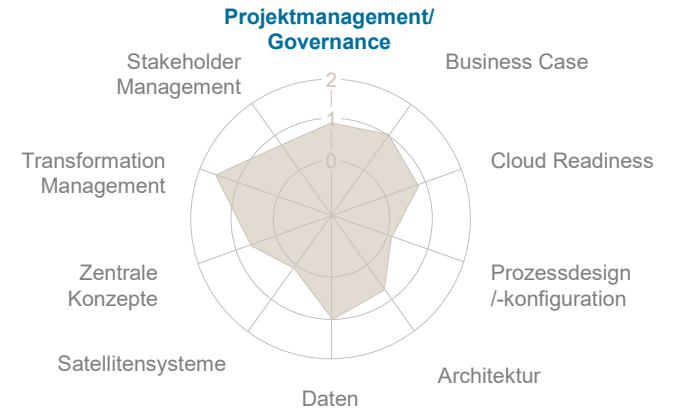 Projektmanagement/
Governance
Stakeholder
Management
Business Case
2
1
0
Transformation
Management
Cloud Readiness
Zentrale
Konzepte
Prozessdesign
/-konfiguration
Satellitensysteme
Architektur
Daten